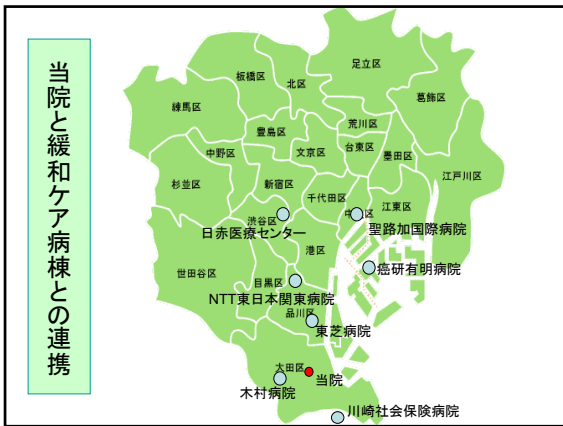 当院と緩和ケア病棟との連携
足立区
板橋区
北区
葛飾区
練馬区
荒川区
豊島区
中野区
文京区
台東区
墨田区
江戸川区
杉並区
新宿区
千代田区
江東区
渋谷区
日赤医療センター
聖路加国際病院
港区
癌研有明病院
世田谷区
目黒区
NTT東日本関東病院
品川区
東芝病院
太田区
当院
木村病院
川崎社会保険病院